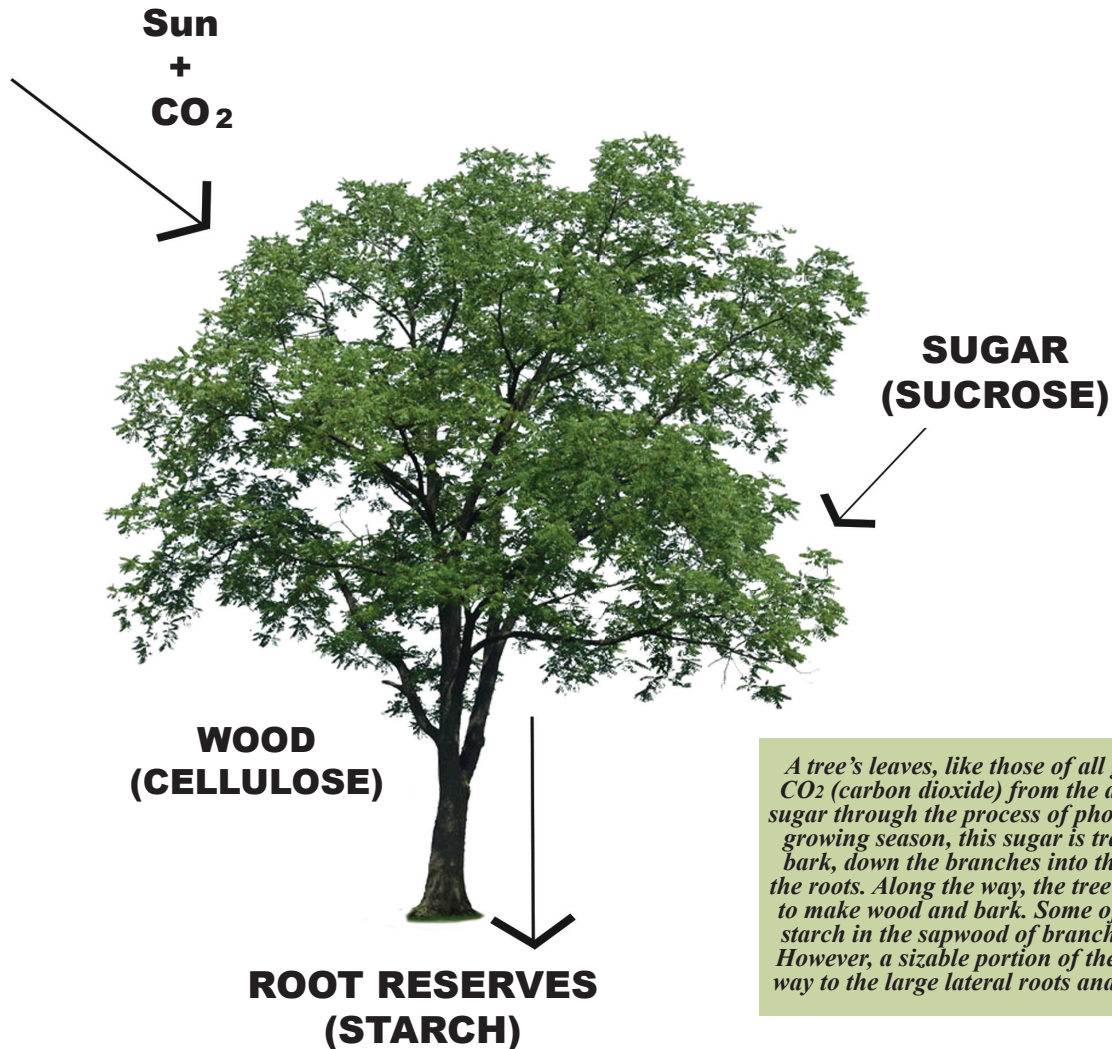 Sun
+
CO₂
SUGAR
(SUCROSE)
WOOD
(CELLULOSE)
A tree’s leaves, like those of all
CO₂ (carbon dioxide) from the
sugar through the process of
growing season, this sugar is
bark, down the branches into
the roots. Along the way, the tree
to make wood and bark. Some
starch in the sapwood of
However, a sizable portion of the
way to the large lateral roots and
ROOT RESERVES
(STARCH)